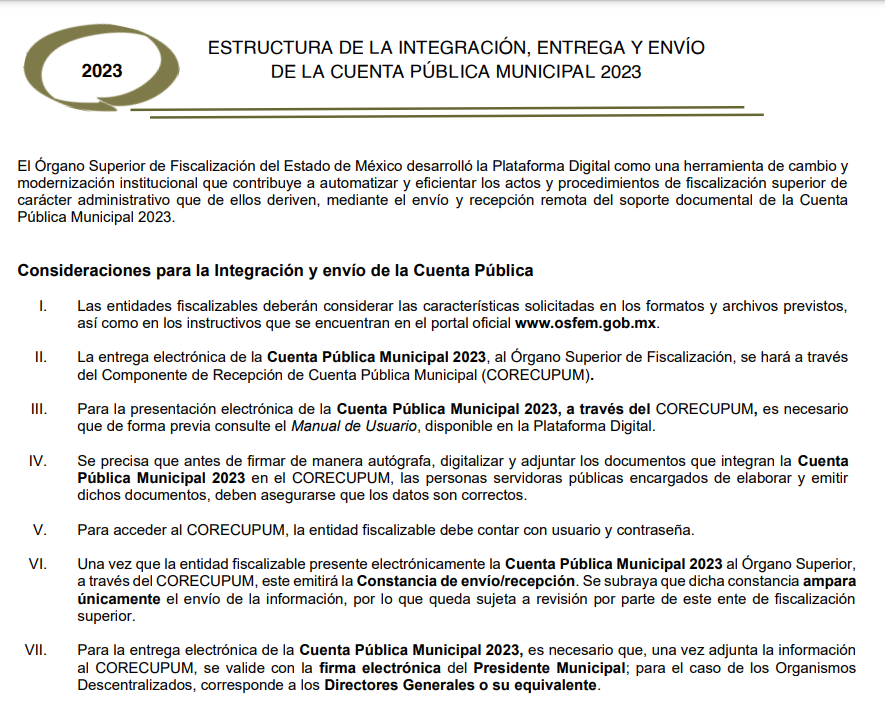 2023
ESTRUCTURA DE LA INTEGRACIÓN, ENTREGA Y ENVÍO
DE LA CUENTA PÚBLICA MUNICIPAL 2023
El Órgano Superior de Fiscalización del Estado de México desarrolló la Plataforma Digital como una herramienta de cambio y
modernización institucional que contribuye a automatizar y eficientar los actos y procedimientos de fiscalización superior de
carácter administrativo que de ellos deriven, mediante el envío y recepción remota del soporte documental de la Cuenta
Pública Municipal 2023.
Consideraciones para la Integración y envío de la Cuenta Pública
I. Las entidades fiscalizables deberán considerar las características solicitadas en los formatos y archivos previstos,
así como en los instructivos que se encuentran en el portal oficial www.osfem.gob.mx.
II. La entrega electrónica de la Cuenta Pública Municipal 2023, al Órgano Superior de Fiscalización, se hará a través
del Componente de Recepción de Cuenta Pública Municipal (CORECUPUM).
III. Para la presentación electrónica de la Cuenta Pública Municipal 2023, a través del CORECUPUM, es necesario
que de forma previa consulte el Manual de Usuario, disponible en la Plataforma Digital.
IV. Se precisa que antes de firmar de manera autógrafa, digitalizar y adjuntar los documentos que integran la Cuenta
Pública Municipal 2023 en el CORECUPUM, las personas servidoras públicas encargados de elaborar y emitir
dichos documentos, deben asegurarse que los datos son correctos.
V. Para acceder al CORECUPUM, la entidad fiscalizable debe contar con usuario y contraseña.
VI. Una vez que la entidad fiscalizable presente electrónicamente la Cuenta Pública Municipal 2023 al Órgano Superior,
a través del CORECUPUM, este emitirá la Constancia de envío/recepción. Se subraya que dicha constancia ampara
únicamente el envío de la información, por lo que queda sujeta a revisión por parte de este ente de fiscalización
superior.
VII. Para la entrega electrónica de la Cuenta Pública Municipal 2023, es necesario que, una vez adjunta la información
al CORECUPUM, se valide con la firma electrónica del Presidente Municipal; para el caso de los Organismos
Descentralizados, corresponde a los Directores Generales o su equivalente.